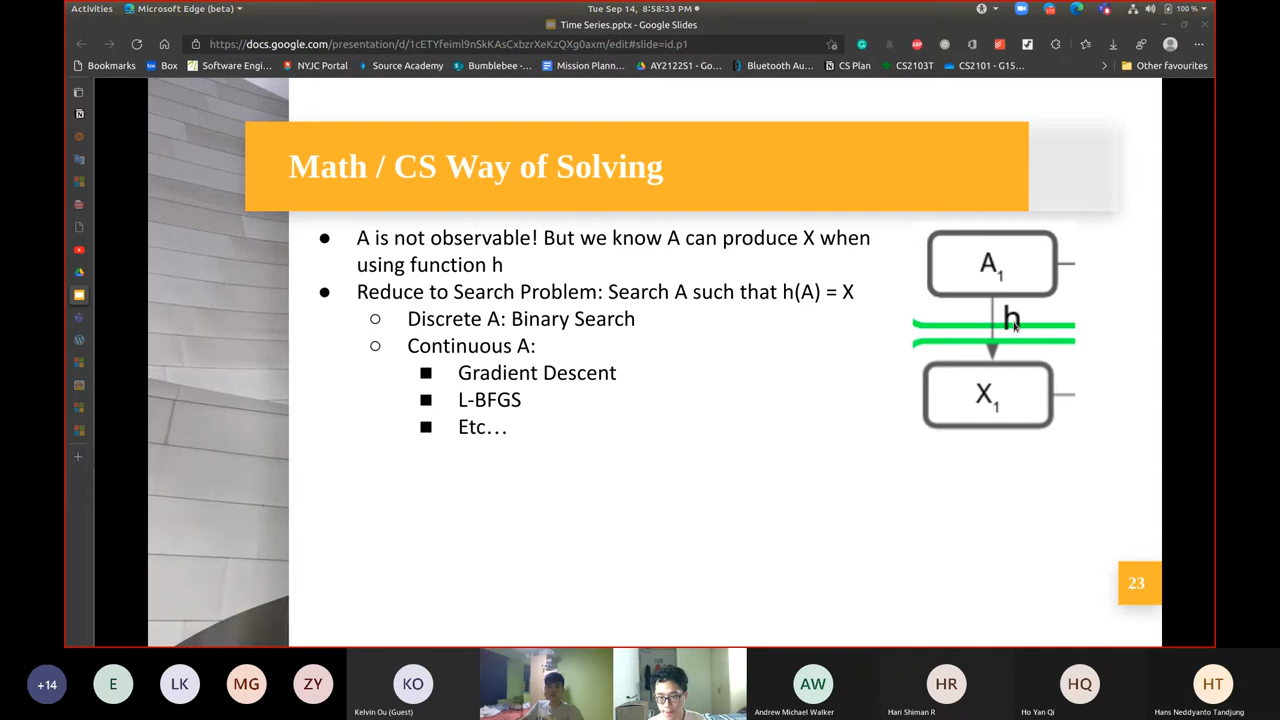 Activities Microsoft Edge (beta) Tue Sep 14, 8:58:33 PM 100 %
Time Series.pptx - Google Slides
https://docs.google.com/presentation/d/1cETYfeiml9nSkKAsCxbzrXeKzQXg0axm/edit#slide=id.p1
Bookmarks Box Software Engi... NYJC Portal Source Academy Bumblebee -... Mission Plann... AY2122S1 - Go... Bluetooth Au... CS Plan CS2103T CS2101 - G15... Other favourites
Math / CS Way of Solving
● A is not observable! But we know A can produce X when
using function h
● Reduce to Search Problem: Search A such that h(A) = X
○ Discrete A: Binary Search
○ Continuous A:
■ Gradient Descent
■ L-BFGS
■ Etc...
A1
h
X1
23
+14 E LK MG ZY KO AW HR HQ HT
Kelvin Ou (Guest) Andrew Michael Walker Hari Shiman R Ho Yan Qi Hans Neddyanto Tandjung